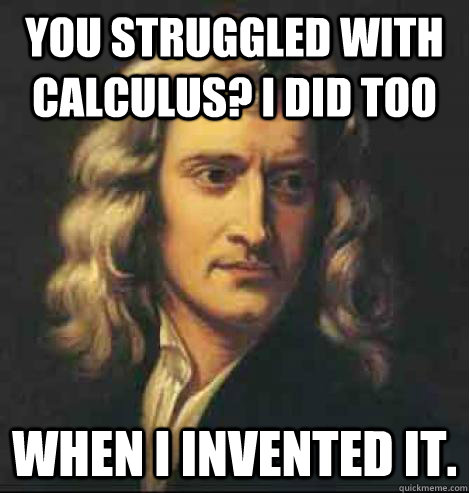 YOU STRUGGLED WITH
CALCULUS? I DID TOO
WHEN I INVENTED IT.
quickmeme.com